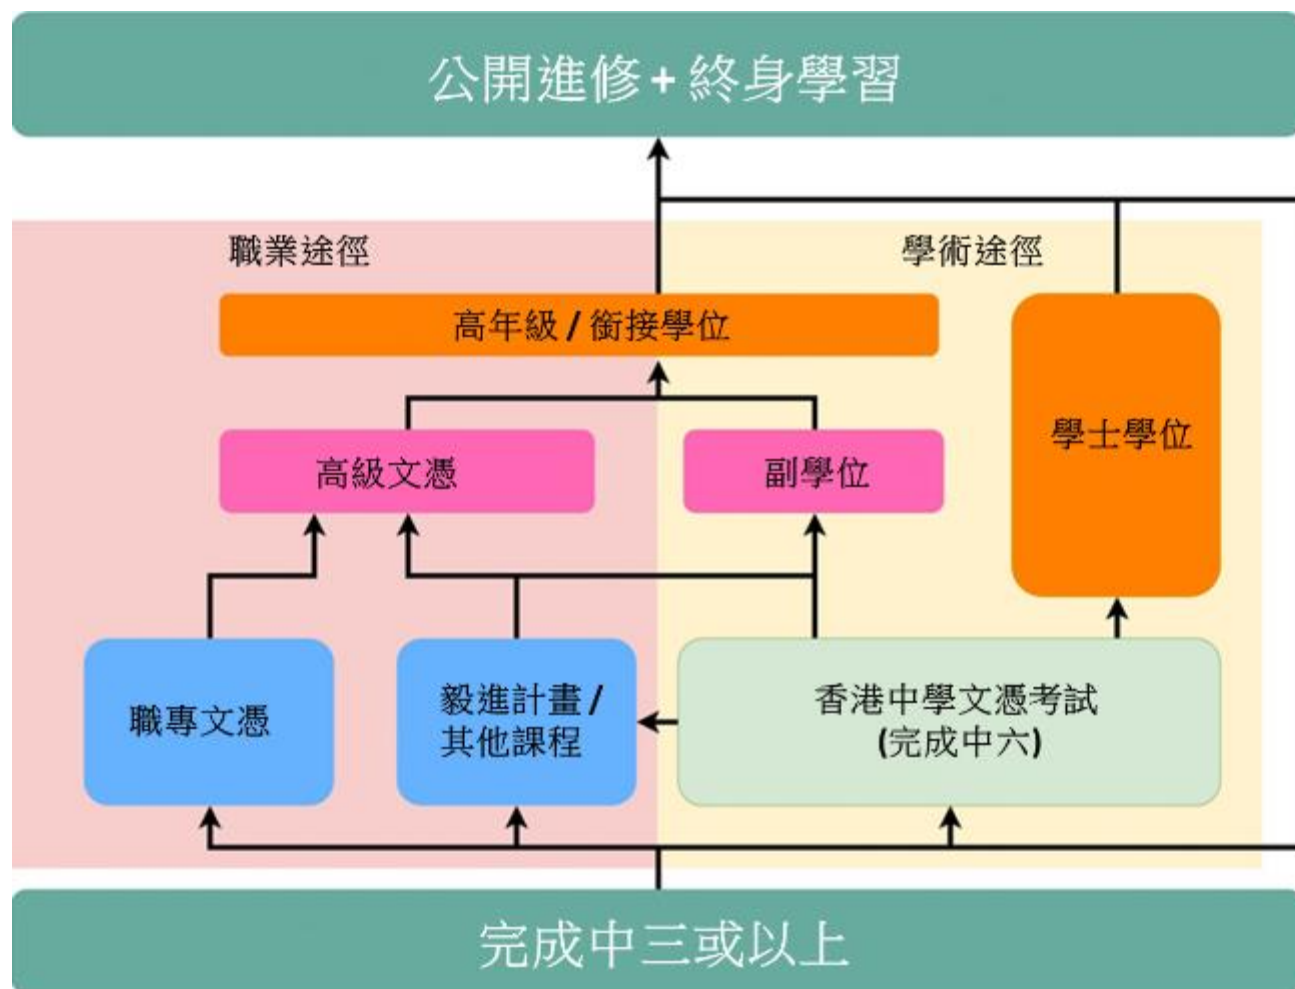 公開進修 + 終身學習
職業途徑
學術途徑
高年級 / 銜接學位
學士學位
高級文憑
副學位
職專文憑
毅進計畫 /
其他課程
香港中學文憑考試
(完成中六)
完成中三或以上